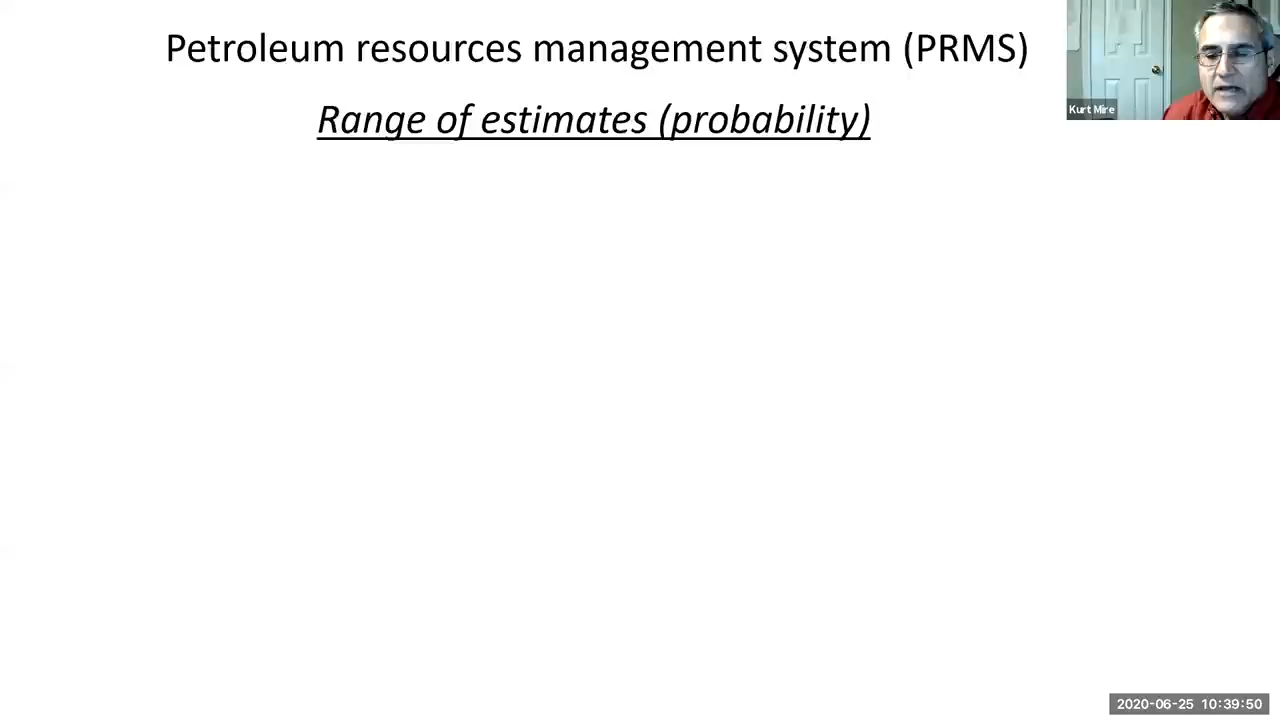 Petroleum resources management system (PRMS)
Range of estimates (probability)
Kurt Mire
2020-06-25 10:39:50